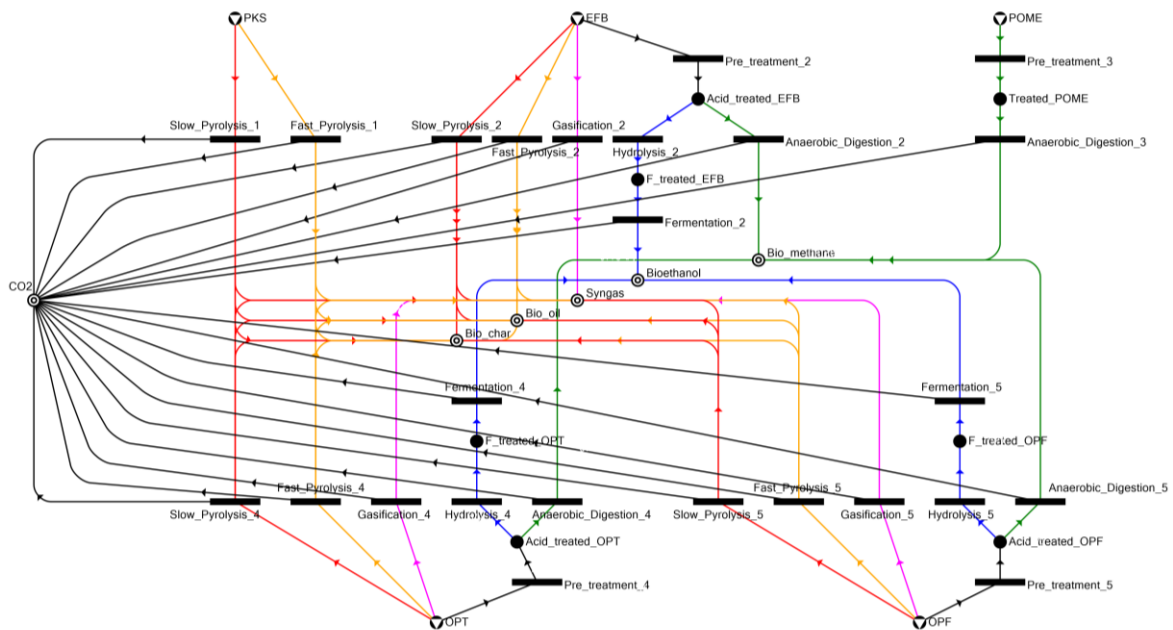 PKS
EFB
POME
Pre_treatment_2
Pre_treatment_3
Acid_treated_EFB
Treated_POME
Slow_Pyrolysis_1
Fast_Pyrolysis_1
Slow_Pyrolysis_2
Gasification_2
Fast_Pyrolysis_2
Hydrolysis_2
Anaerobic_Digestion_2
Anaerobic_Digestion_3
F_treated_EFB
Fermentation_2
Bio_methane
Bioethanol
CO2
Syngas
Bio_oil
Bio_char
Fermentation_4
Fermentation_5
F_treated_OPT
F_treated_OPF
Fast_Pyrolysis_4
Fast_Pyrolysis_5
Anaerobic_Digestion_5
Slow_Pyrolysis_4
Gasification_4
Hydrolysis_4
Anaerobic_Digestion_4
Slow_Pyrolysis_5
Gasification_5
Hydrolysis_5
Acid_treated_OPT
Acid_treated_OPF
Pre_treatment_4
Pre_treatment_5
OPT
OPF